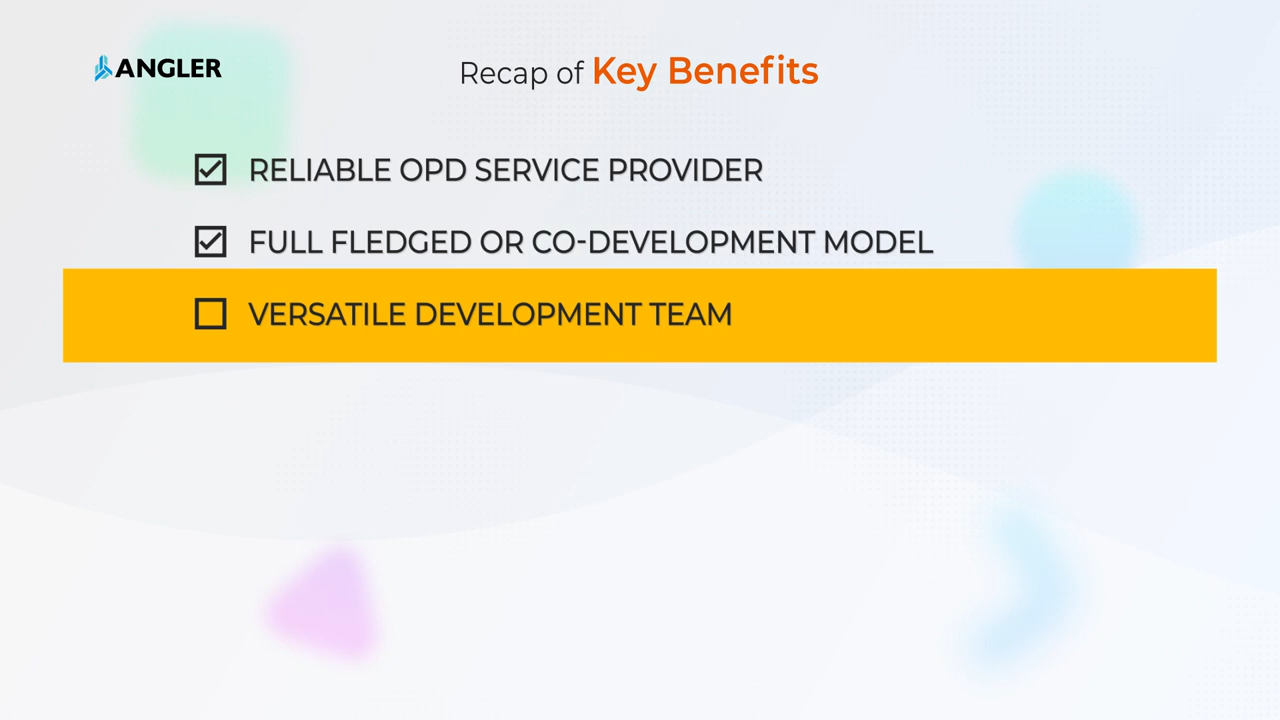 ANGLER
Recap of Key Benefits
RELIABLE OPD SERVICE PROVIDER
FULL FLEDGED OR CO-DEVELOPMENT MODEL
VERSATILE DEVELOPMENT TEAM